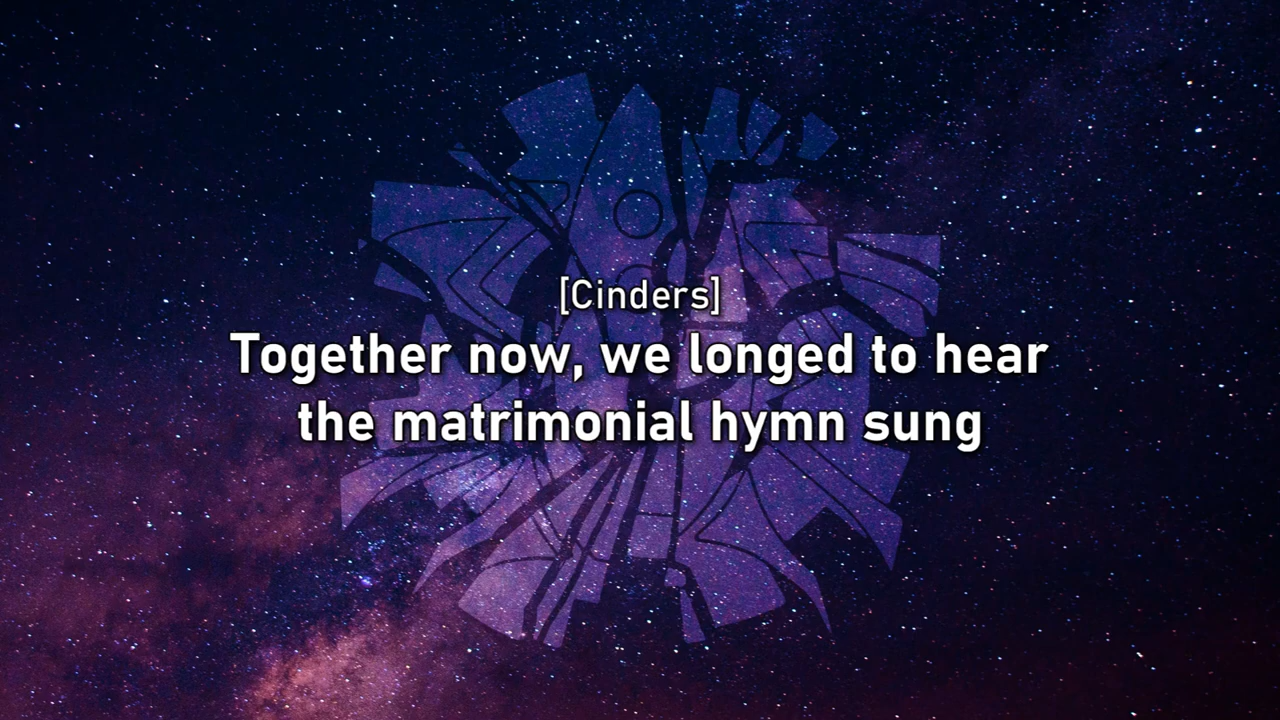 [Cinders]
Together now, we longed to hear
the matrimonial hymn sung